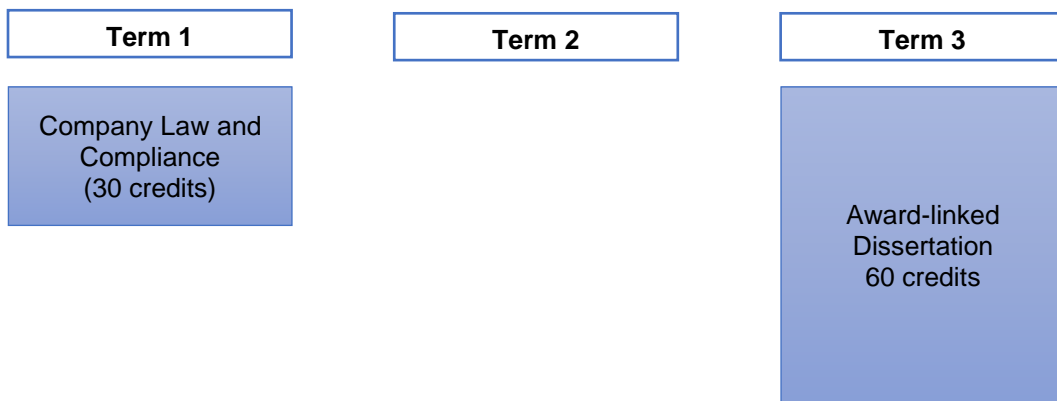 Term 1
Term 2
Term 3
Company Law and
Compliance
(30 credits)
Award-linked
Dissertation
60 credits